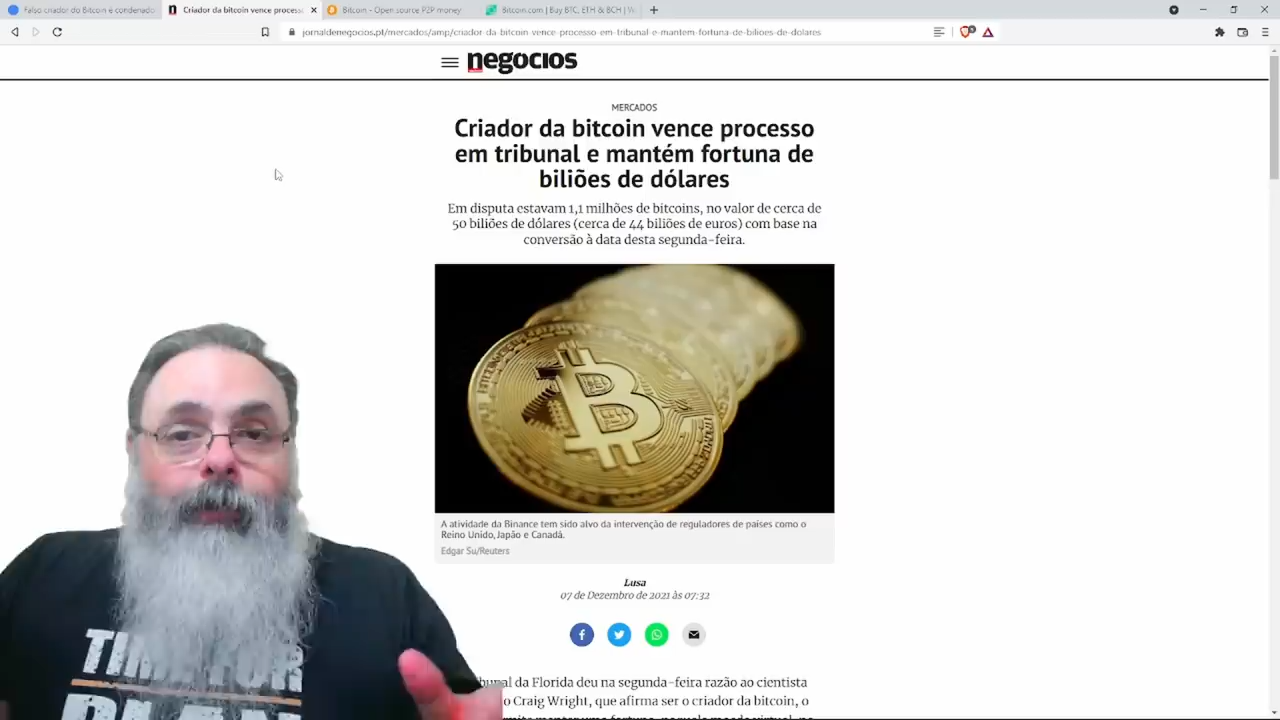 Falso criador do Bitcoin é condenado
Criador da bitcoin vence processo
Bitcoin - Open source P2P money
Bitcoin.com | Buy BTC, ETH & BCH | W
jornaldenegocios.pt/mercados/amp/criador-da-bitcoin-vence-processo-em-tribunal-e-mantem-fortuna-de-bilioes-de-dolares
negocios
MERCADOS
Criador da bitcoin vence processo
em tribunal e mantém fortuna de
biliões de dólares
Em disputa estavam 1,1 milhões de bitcoins, no valor de cerca de
50 biliões de dólares (cerca de 44 biliões de euros) com base na
conversão à data desta segunda-feira.
A atividade da Binance tem sido alvo da intervenção de reguladores de países como o
Reino Unido, Japão e Canadá.
Edgar Su/Reuters
Lusa
07 de Dezembro de 2021 às 07:32
bunal da Florida deu na segunda-feira razão ao cientista
o Craig Wright, que afirma ser o criador da bitcoin, o